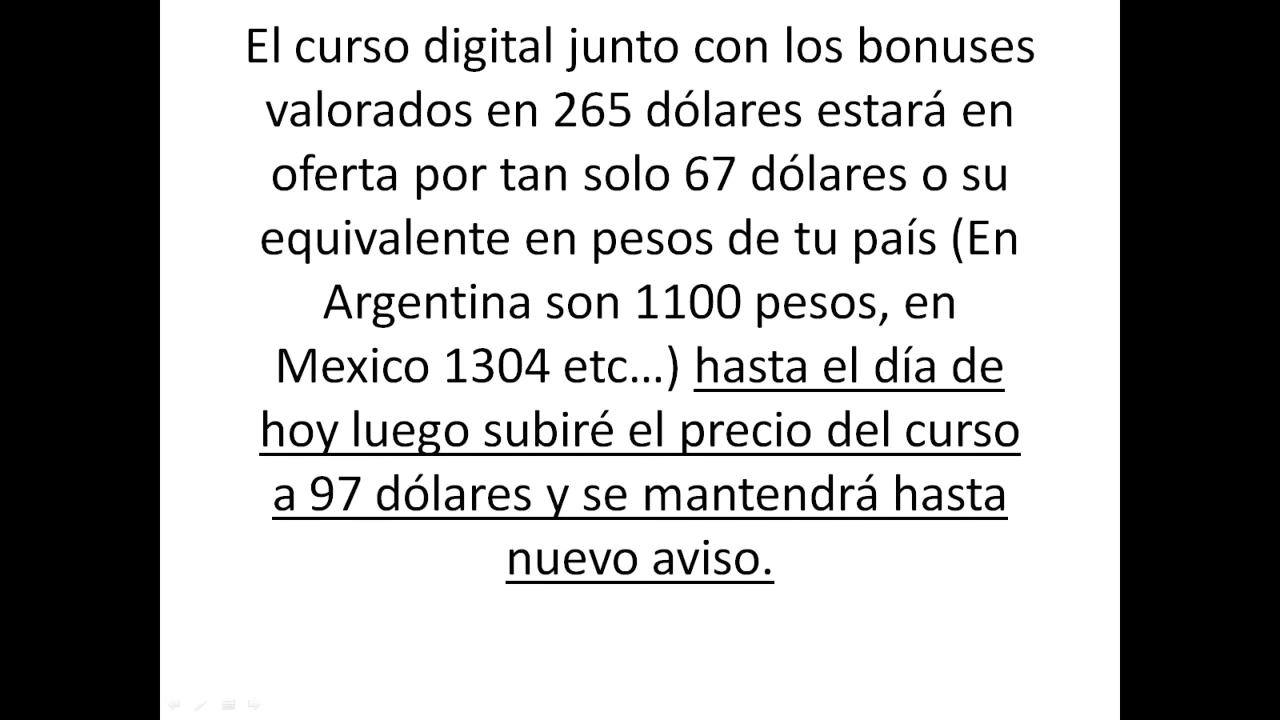 El curso digital junto con los bonuses
valorados en 265 dólares estará en
oferta por tan solo 67 dólares o su
equivalente en pesos de tu país (En
Argentina son 1100 pesos, en
Mexico 1304 etc…) hasta el día de
hoy luego subiré el precio del curso
a 97 dólares y se mantendrá hasta
nuevo aviso.